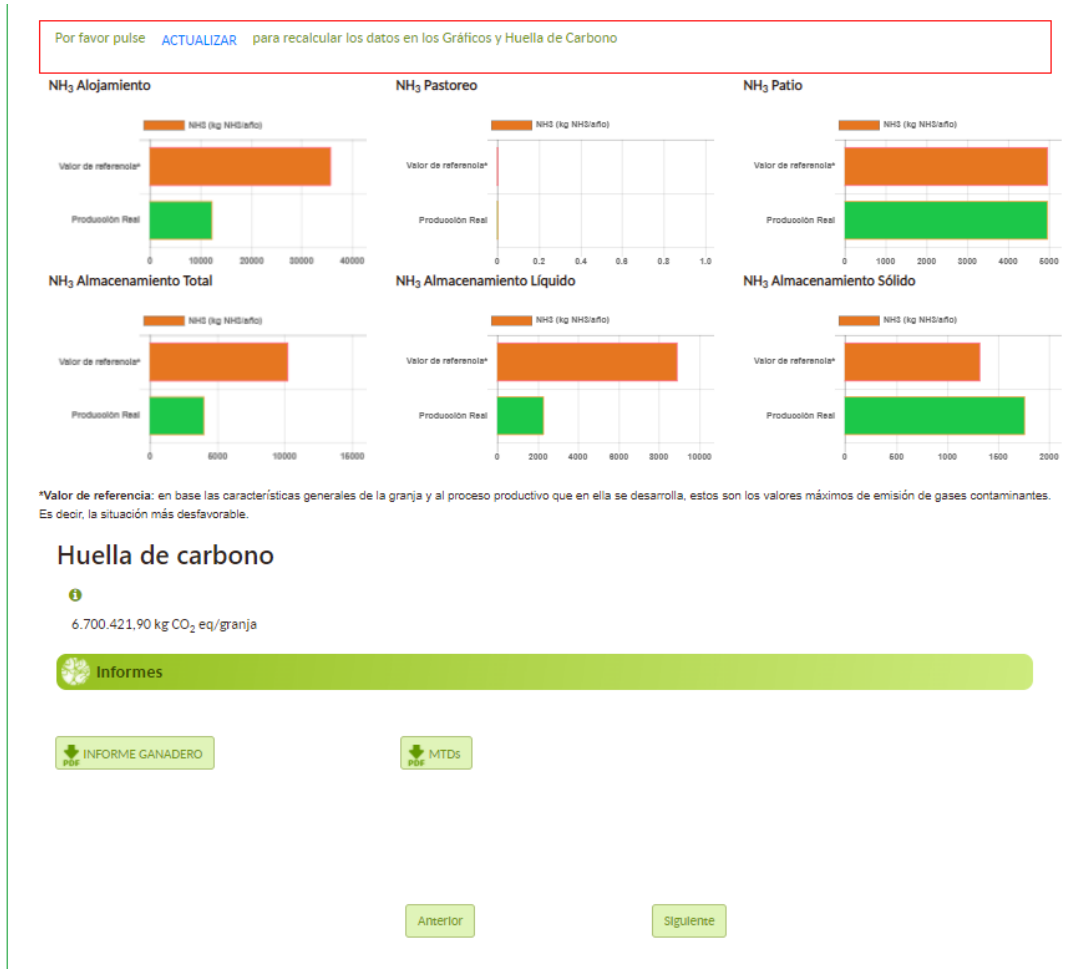 Por favor pulse ACTUALIZAR para recalcular los datos en los Gráficos y Huella de Carbono
NH₃ Alojamiento
NH3 (kg NH3/año)
Valor de referencia*
Producción Real
0 10000 20000 30000 40000
NH₃ Pastoreo
NH3 (kg NH3/año)
Valor de referencia*
Producción Real
0 0.2 0.4 0.6 0.8 1.0
NH₃ Patio
NH3 (kg NH3/año)
Valor de referencia*
Producción Real
0 1000 2000 3000 4000 5000
NH₃ Almacenamiento Total
NH3 (kg NH3/año)
Valor de referencia*
Producción Real
0 5000 10000 15000
NH₃ Almacenamiento Líquido
NH3 (kg NH3/año)
Valor de referencia*
Producción Real
0 2000 4000 6000 8000 10000
NH₃ Almacenamiento Sólido
NH3 (kg NH3/año)
Valor de referencia*
Producción Real
0 500 1000 1500 2000
*Valor de referencia: en base las características generales de la granja y al proceso productivo que en ella se desarrolla, estos son los valores máximos de emisión de gases contaminantes.
Es decir, la situación más desfavorable.
Huella de carbono
6.700.421,90 kg CO₂ eq/granja
Informes
PDF INFORME GANADERO
PDF MTDs
Anterior
Siguiente